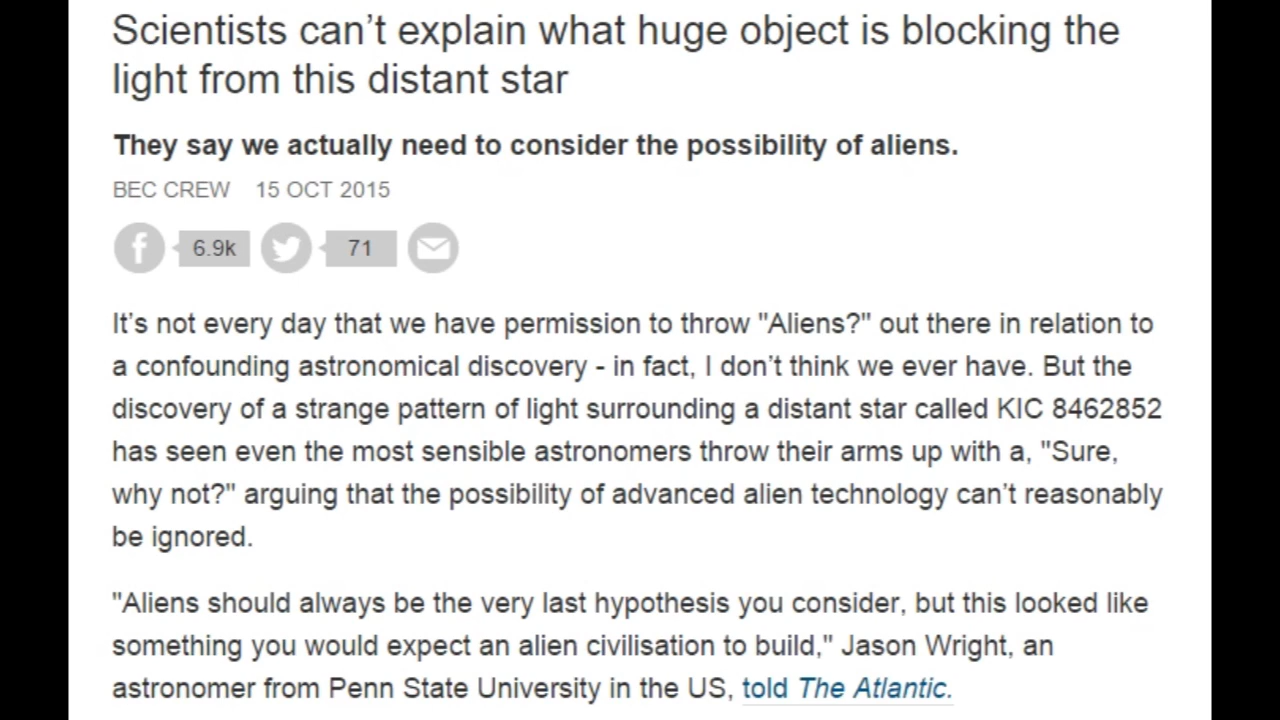 Scientists can’t explain what huge object is blocking the
light from this distant star
They say we actually need to consider the possibility of aliens.
BEC CREW 15 OCT 2015
f 6.9k 71
It’s not every day that we have permission to throw "Aliens?" out there in relation to
a confounding astronomical discovery - in fact, I don’t think we ever have. But the
discovery of a strange pattern of light surrounding a distant star called KIC 8462852
has seen even the most sensible astronomers throw their arms up with a, "Sure,
why not?" arguing that the possibility of advanced alien technology can’t reasonably
be ignored.
"Aliens should always be the very last hypothesis you consider, but this looked like
something you would expect an alien civilisation to build," Jason Wright, an
astronomer from Penn State University in the US, told The Atlantic.